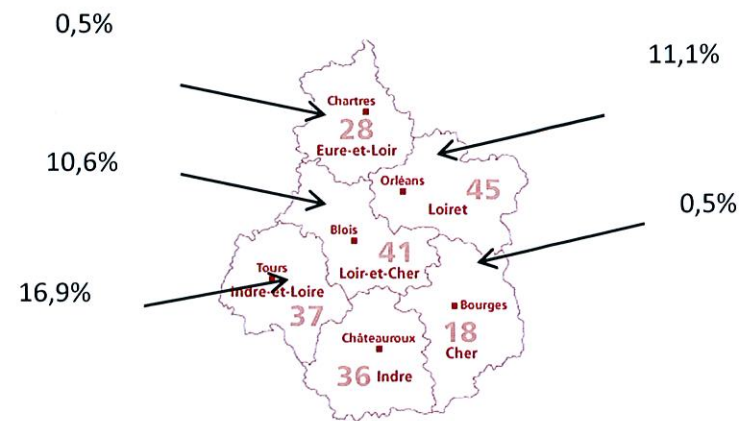 0,5%
11,1%
Chartres
28
Eure-et-Loir
10,6%
Orléans
45
Loiret
0,5%
Blois
41
Loir-et-Cher
Tours
Indre-et-Loire
37
16,9%
Bourges
18
Cher
Châteauroux
36 Indre